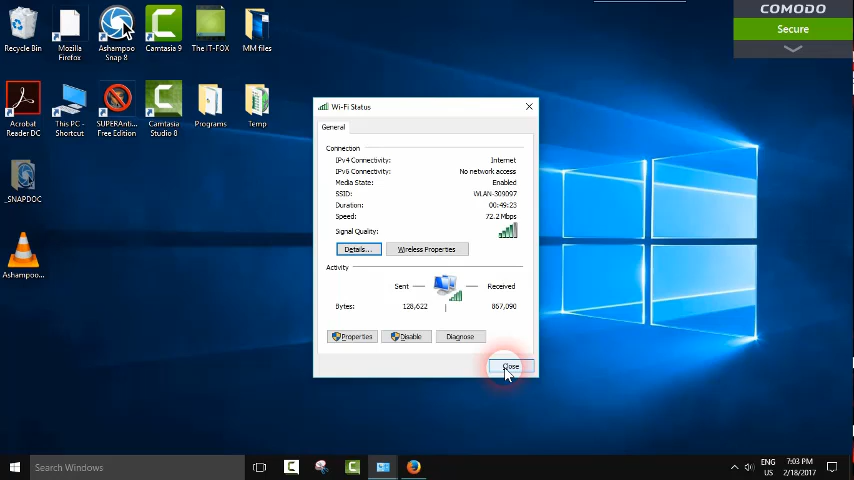 COMODO
Secure
Recycle Bin
Mozilla
Firefox
Ashampoo
Snap 8
Camtasia 9
The IT-FOX
MM files
Acrobat
Reader DC
This PC -
Shortcut
SUPERAnti...
Free Edition
Camtasia
Studio 8
Programs
Temp
_SNAPDOC
Ashampoo...
Wi-Fi Status
General
Connection
IPv4 Connectivity: Internet
IPv6 Connectivity: No network access
Media State: Enabled
SSID: WLAN-309097
Duration: 00:49:23
Speed: 72.2 Mbps
Signal Quality:
Details...
Wireless Properties
Activity
Sent
Received
Bytes: 128,622 867,090
Properties
Disable
Diagnose
Close
Search Windows
ENG
US
7:03 PM
2/18/2017